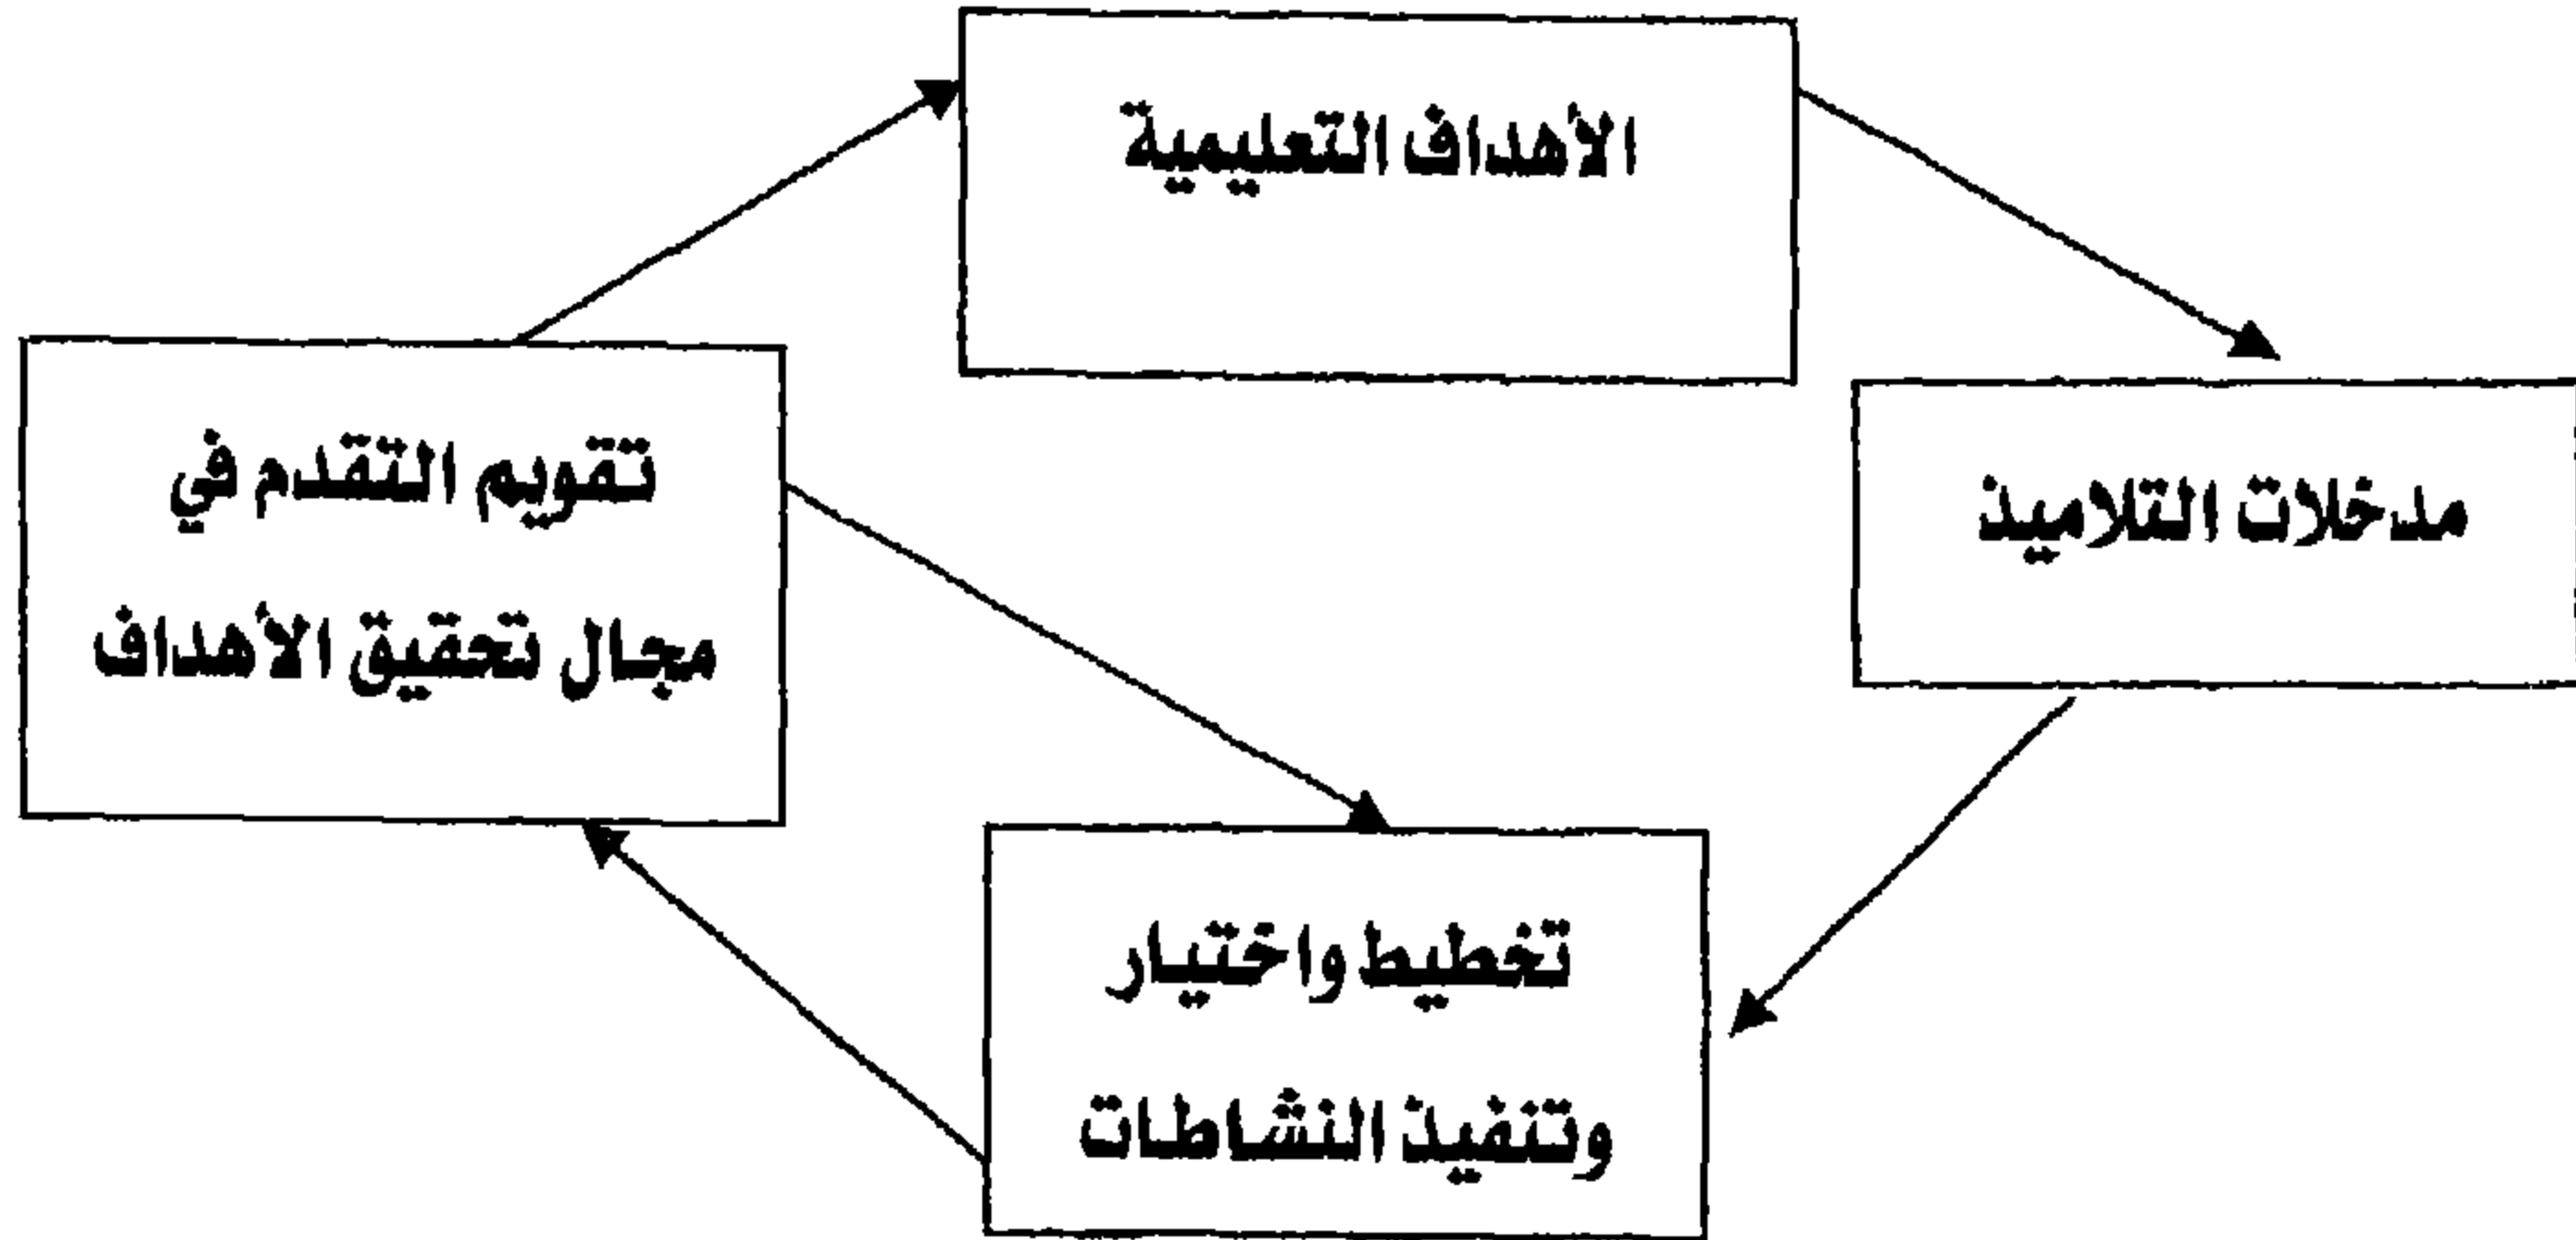 الأهداف التعليمية
مدخلات التلاميذ
تخطيط واختيار
وتنفيذ النشاطات
تقويم التقدم في
مجال تحقيق الأهداف